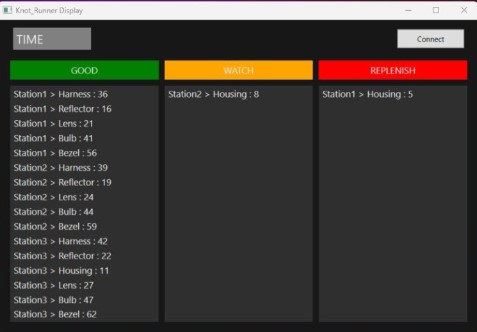 Knot_Runner Display
TIME
Connect
GOOD
Station1 > Harness : 36
Station1 > Reflector : 16
Station1 > Lens : 21
Station1 > Bulb : 41
Station1 > Bezel : 56
Station2 > Harness : 39
Station2 > Reflector : 19
Station2 > Lens : 24
Station2 > Bulb : 44
Station2 > Bezel : 59
Station3 > Harness : 42
Station3 > Reflector : 22
Station3 > Housing : 11
Station3 > Lens : 27
Station3 > Bulb : 47
Station3 > Bezel : 62
WATCH
Station2 > Housing : 8
REPLENISH
Station1 > Housing : 5